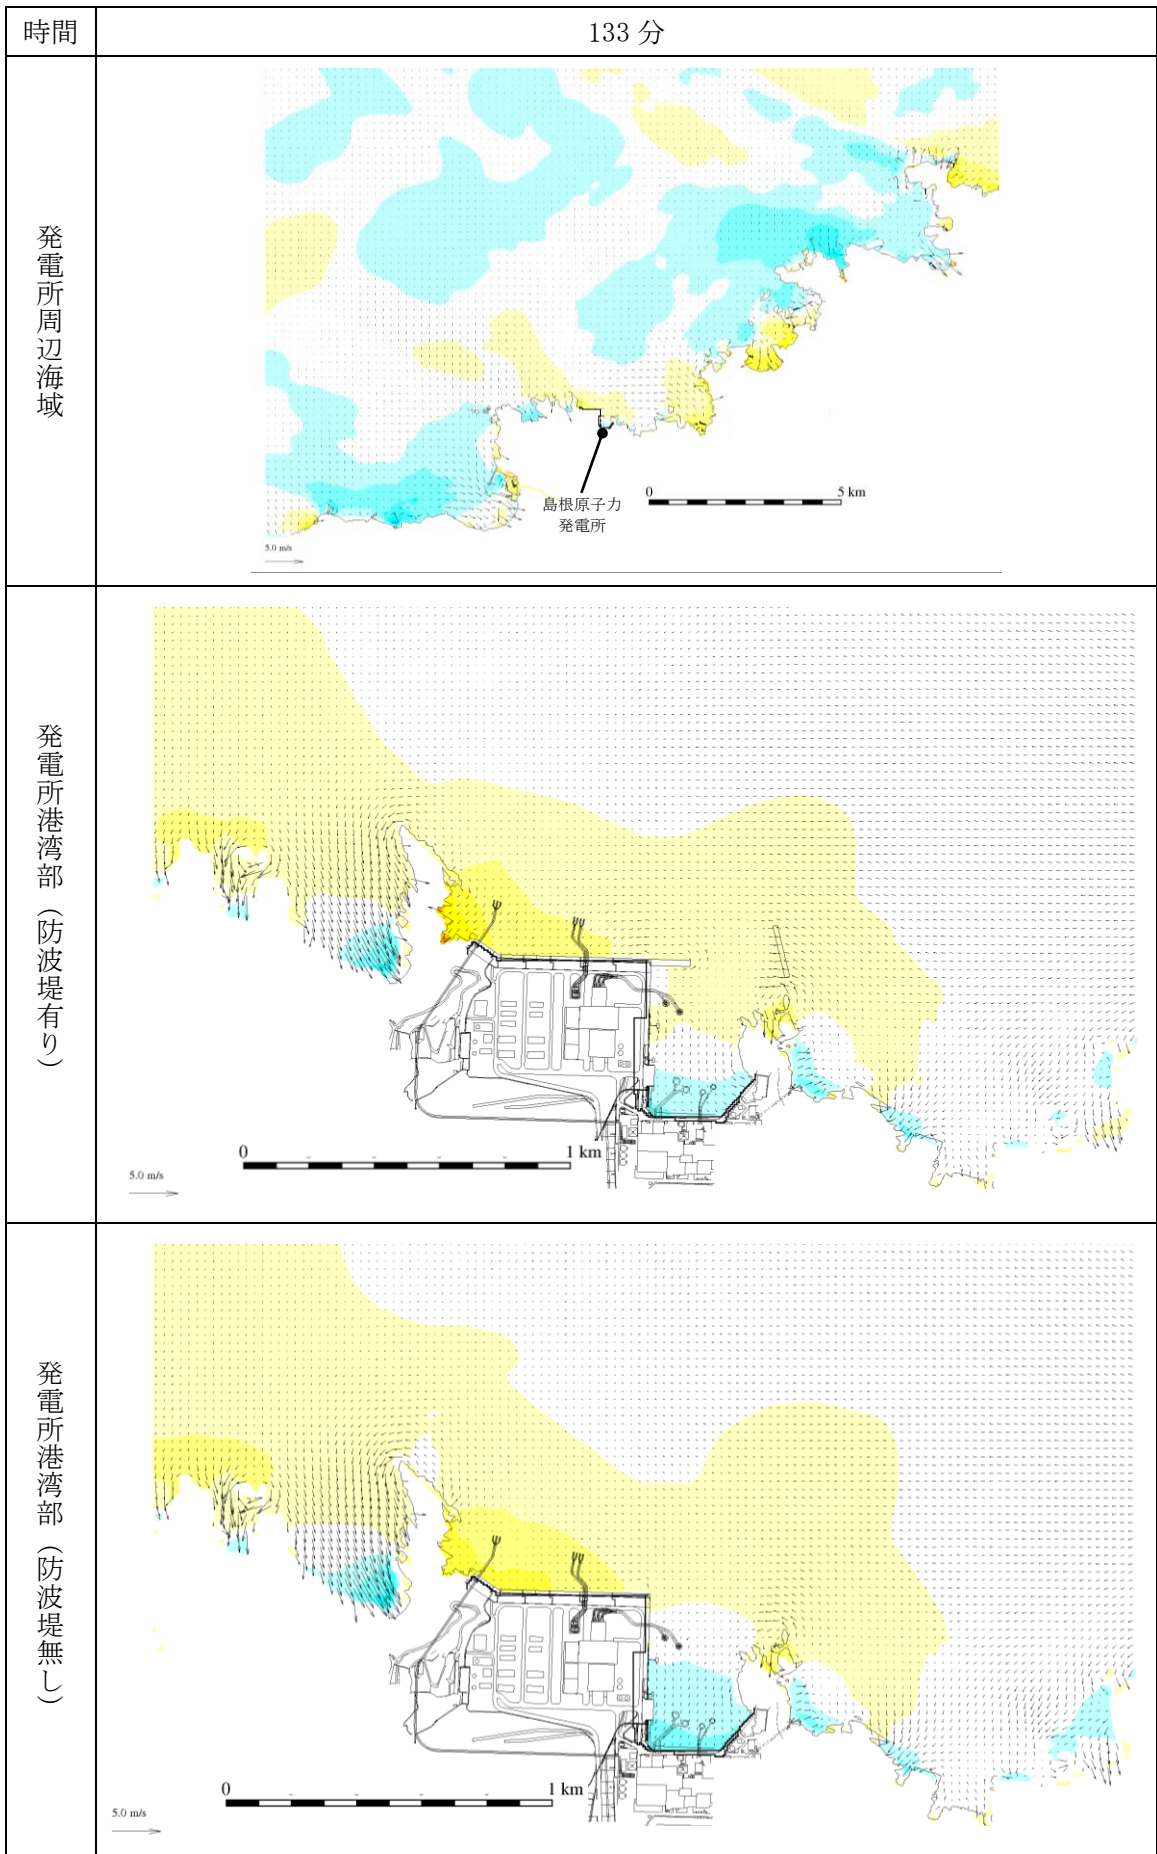 時間
133 分
発電所周辺海域
島根原子力
発電所
0
5 km
5.0 m/s
発電所港湾部（防波堤有り）
0
1 km
5.0 m/s
発電所港湾部（防波堤無し）
0
1 km
5.0 m/s